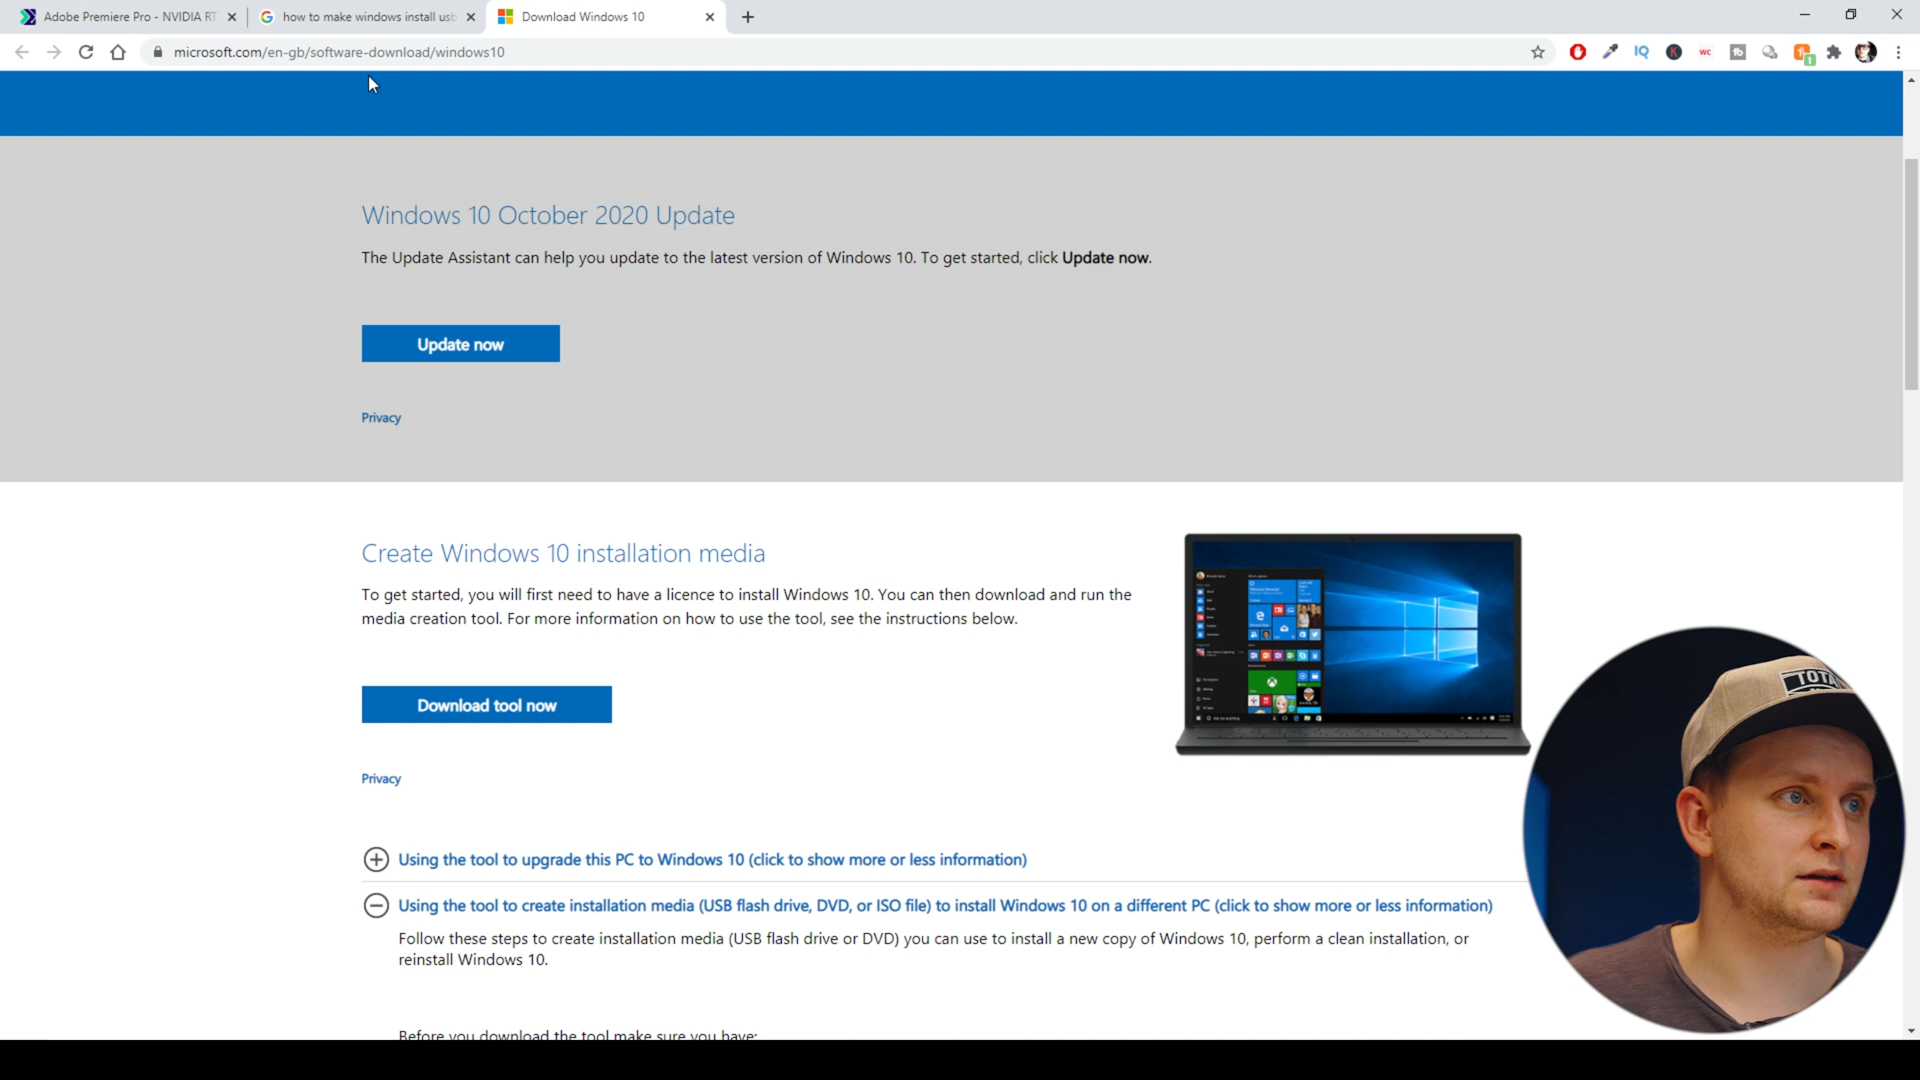 Adobe Premiere Pro - NVIDIA RT
how to make windows install usb
Download Windows 10
microsoft.com/en-gb/software-download/windows10
IQ
K
wc
1
Windows 10 October 2020 Update
The Update Assistant can help you update to the latest version of Windows 10. To get started, click Update now.
Update now
Privacy
Create Windows 10 installation media
To get started, you will first need to have a licence to install Windows 10. You can then download and run the
media creation tool. For more information on how to use the tool, see the instructions below.
Download tool now
Privacy
TOTA
Using the tool to upgrade this PC to Windows 10 (click to show more or less information)
Using the tool to create installation media (USB flash drive, DVD, or ISO file) to install Windows 10 on a different PC (click to show more or less information)
Follow these steps to create installation media (USB flash drive or DVD) you can use to install a new copy of Windows 10, perform a clean installation, or
reinstall Windows 10.
Before you download the tool make sure you have: